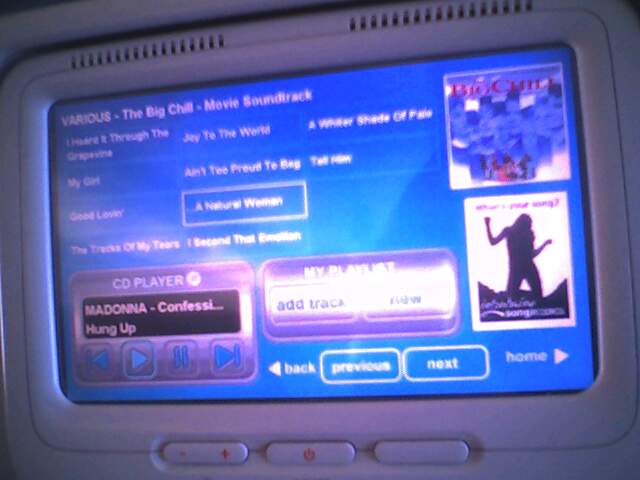 VARIOUS - The Big Chill - Movie Soundtrack
I Heard It Through The
Grapevine
Joy To The World
A Whiter Shade Of Pale
My Girl
Ain't Too Proud To Beg
Tell Him
Good Lovin'
A Natural Woman
The Tracks Of My Tears
I Second That Emotion
BIG CHILL
what's your song?
song
CD PLAYER
MADONNA - Confessi...
Hung Up
MY PLAYLIST
add track
new
back
previous
next
home
- +